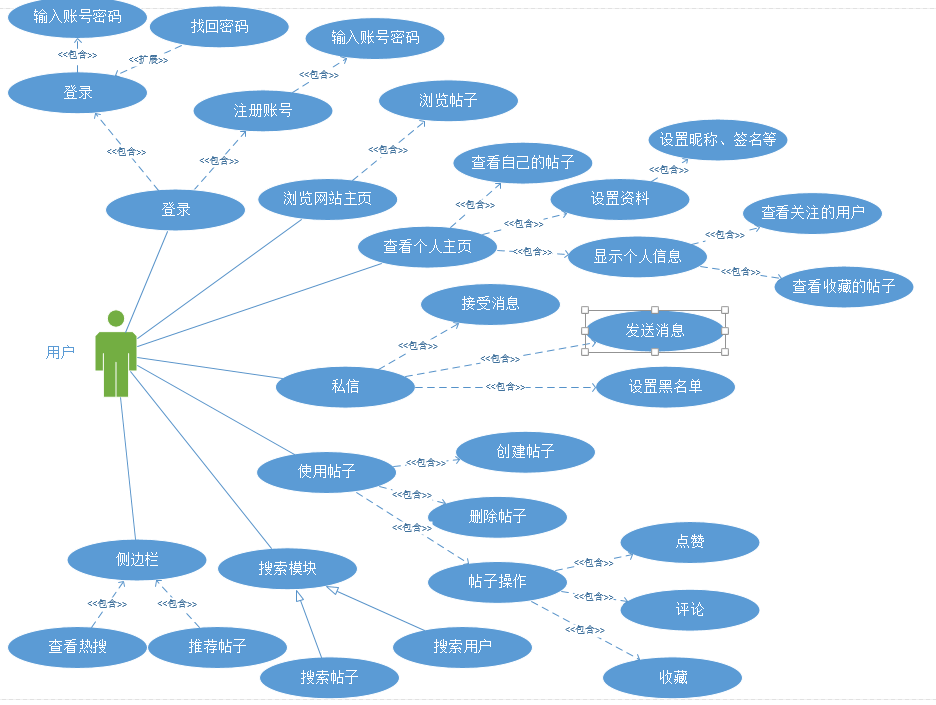 输入账号密码
找回密码
输入账号密码
<<包含>>
<<扩展>>
<<包含>>
登录
注册账号
浏览帖子
<<包含>>
<<包含>>
<<包含>>
查看自己的帖子
设置昵称、签名等
<<包含>>
登录
浏览网站主页
<<包含>>
设置资料
查看关注的用户
<<包含>>
<<包含>>
查看个人主页
<<包含>>
显示个人信息
<<包含>>
查看收藏的帖子
接受消息
发送消息
用户
<<包含>>
<<包含>>
私信
<<包含>>
设置黑名单
创建帖子
使用帖子
<<包含>>
<<包含>>
删除帖子
<<包含>>
点赞
侧边栏
搜索模块
<<包含>>
帖子操作
<<包含>>
评论
<<包含>>
<<包含>>
<<包含>>
查看热搜
推荐帖子
搜索用户
搜索帖子
收藏